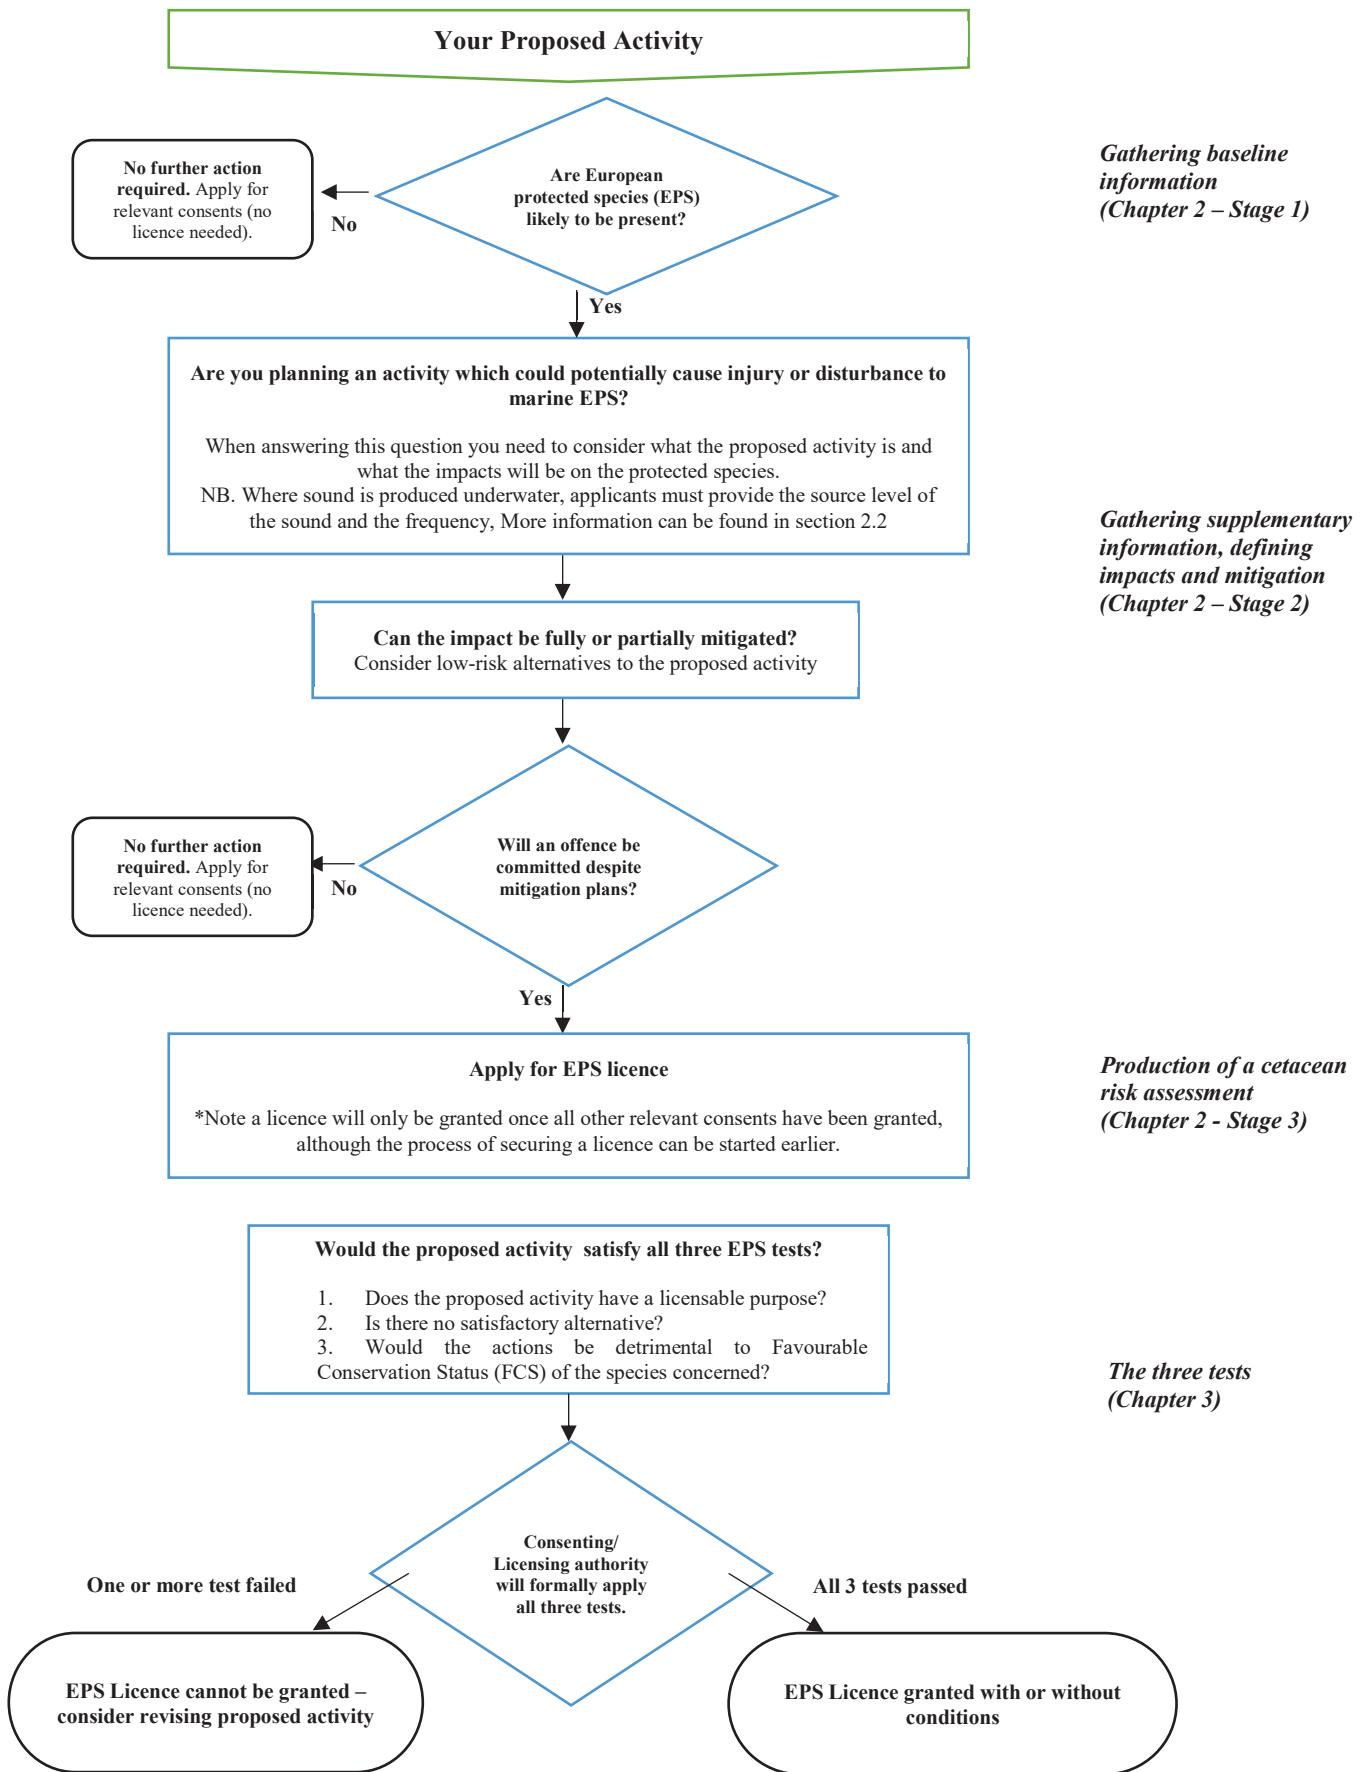 Your Proposed Activity
No further action
required. Apply for
relevant consents (no
licence needed).
No
Are European
protected species (EPS)
likely to be present?
Gathering baseline
information
(Chapter 2 – Stage 1)
Yes
Are you planning an activity which could potentially cause injury or disturbance to
marine EPS?
When answering this question you need to consider what the proposed activity is and
what the impacts will be on the protected species.
NB. Where sound is produced underwater, applicants must provide the source level of
the sound and the frequency, More information can be found in section 2.2
Gathering supplementary
information, defining
impacts and mitigation
(Chapter 2 – Stage 2)
Can the impact be fully or partially mitigated?
Consider low-risk alternatives to the proposed activity
No further action
required. Apply for
relevant consents (no
licence needed).
No
Will an offence be
committed despite
mitigation plans?
Yes
Apply for EPS licence
*Note a licence will only be granted once all other relevant consents have been granted,
although the process of securing a licence can be started earlier.
Production of a cetacean
risk assessment
(Chapter 2 - Stage 3)
Would the proposed activity  satisfy all three EPS tests?
1. Does the proposed activity have a licensable purpose?
2. Is there no satisfactory alternative?
3. Would the actions be detrimental to Favourable
Conservation Status (FCS) of the species concerned?
The three tests
(Chapter 3)
Consenting/
Licensing authority
will formally apply
all three tests.
One or more test failed
All 3 tests passed
EPS Licence cannot be granted –
consider revising proposed activity
EPS Licence granted with or without
conditions